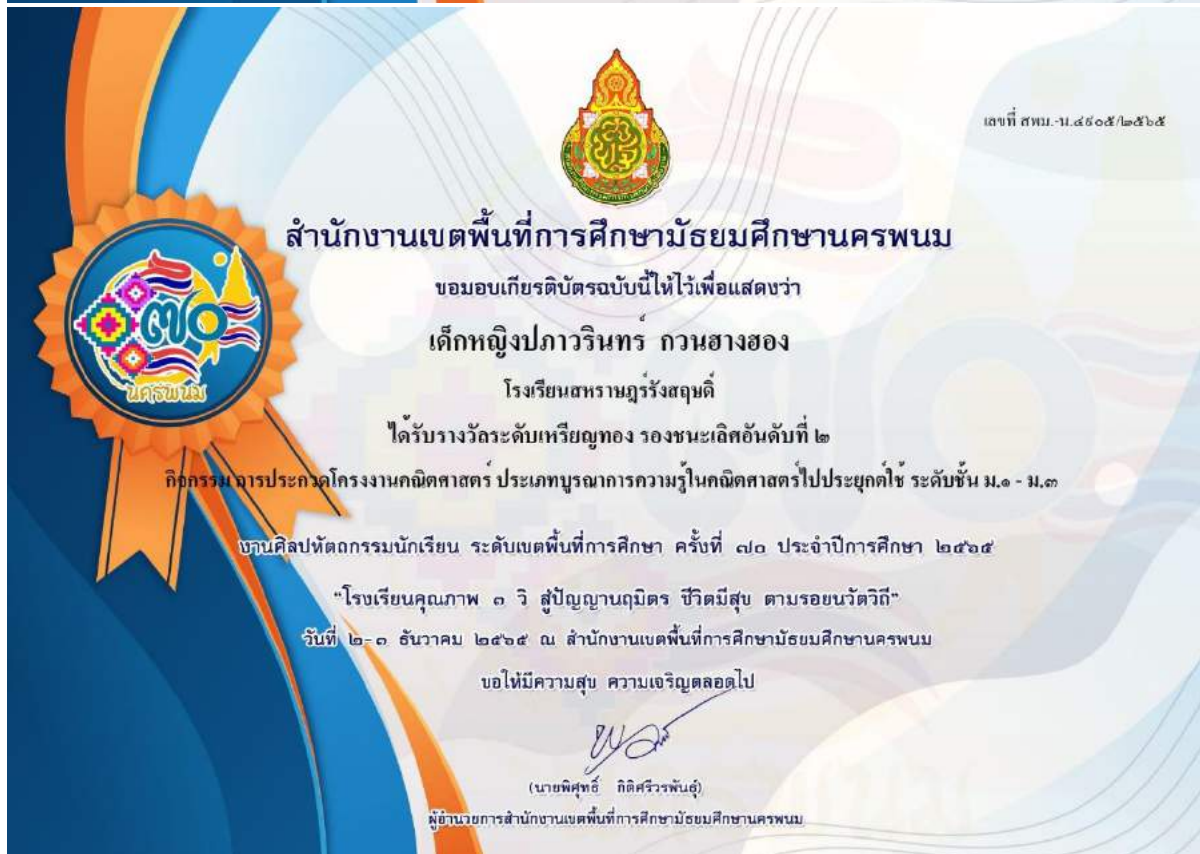 เลขที่ สพม.-น.๔๙๐๕/๒๕๖๕
สำนักงานเขตพื้นที่การศึกษามัธยมศึกษานครพนม
ขอมอบเกียรติบัตรฉบับนี้ให้ไว้เพื่อแสดงว่า
เด็กหญิงปภาวรินทร์ กวนฮางฮอง
โรงเรียนสหราษฎร์รังสฤษดิ์
ได้รับรางวัลระดับเหรียญทอง รองชนะเลิศอันดับที่ ๒
กิจกรรม การประกวดโครงงานคณิตศาสตร์ ประเภทบูรณาการความรู้ในคณิตศาสตร์ไปประยุกต์ใช้ ระดับชั้น ม.๑ - ม.๓
งานศิลปหัตถกรรมนักเรียน ระดับเขตพื้นที่การศึกษา ครั้งที่ ๗๐ ประจำปีการศึกษา ๒๕๖๕
“โรงเรียนคุณภาพ ๓ วิ สู่ปัญญานฤมิตร ชีวิตมีสุข ตามรอยนวัตวิถี”
วันที่ ๒-๓ ธันวาคม ๒๕๖๕ ณ สำนักงานเขตพื้นที่การศึกษามัธยมศึกษานครพนม
ขอให้มีความสุข ความเจริญตลอดไป
(นายพิศุทธิ์ กิติศรีวรพันธุ์)
ผู้อำนวยการสำนักงานเขตพื้นที่การศึกษามัธยมศึกษานครพนม
๗๐
นครพนม